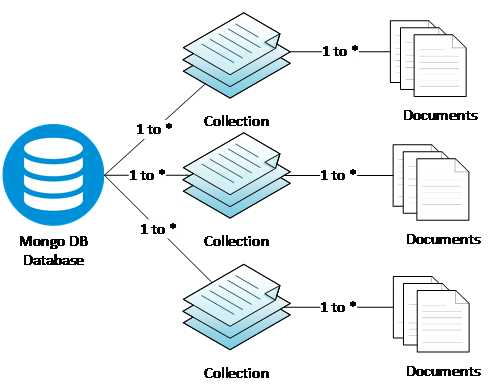 1 to *
Collection
Documents
1 to *
1 to *
1 to *
Collection
Documents
Mongo DB
Database
1 to *
1 to *
Collection
Documents